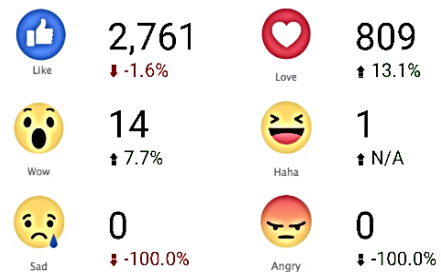 2,761 809
Like ⬇ -1.6% Love ⬆ 13.1%
14 1
Wow ⬆ 7.7% Haha ⬆ N/A
0 0
Sad ⬇ -100.0% Angry ⬇ -100.0%